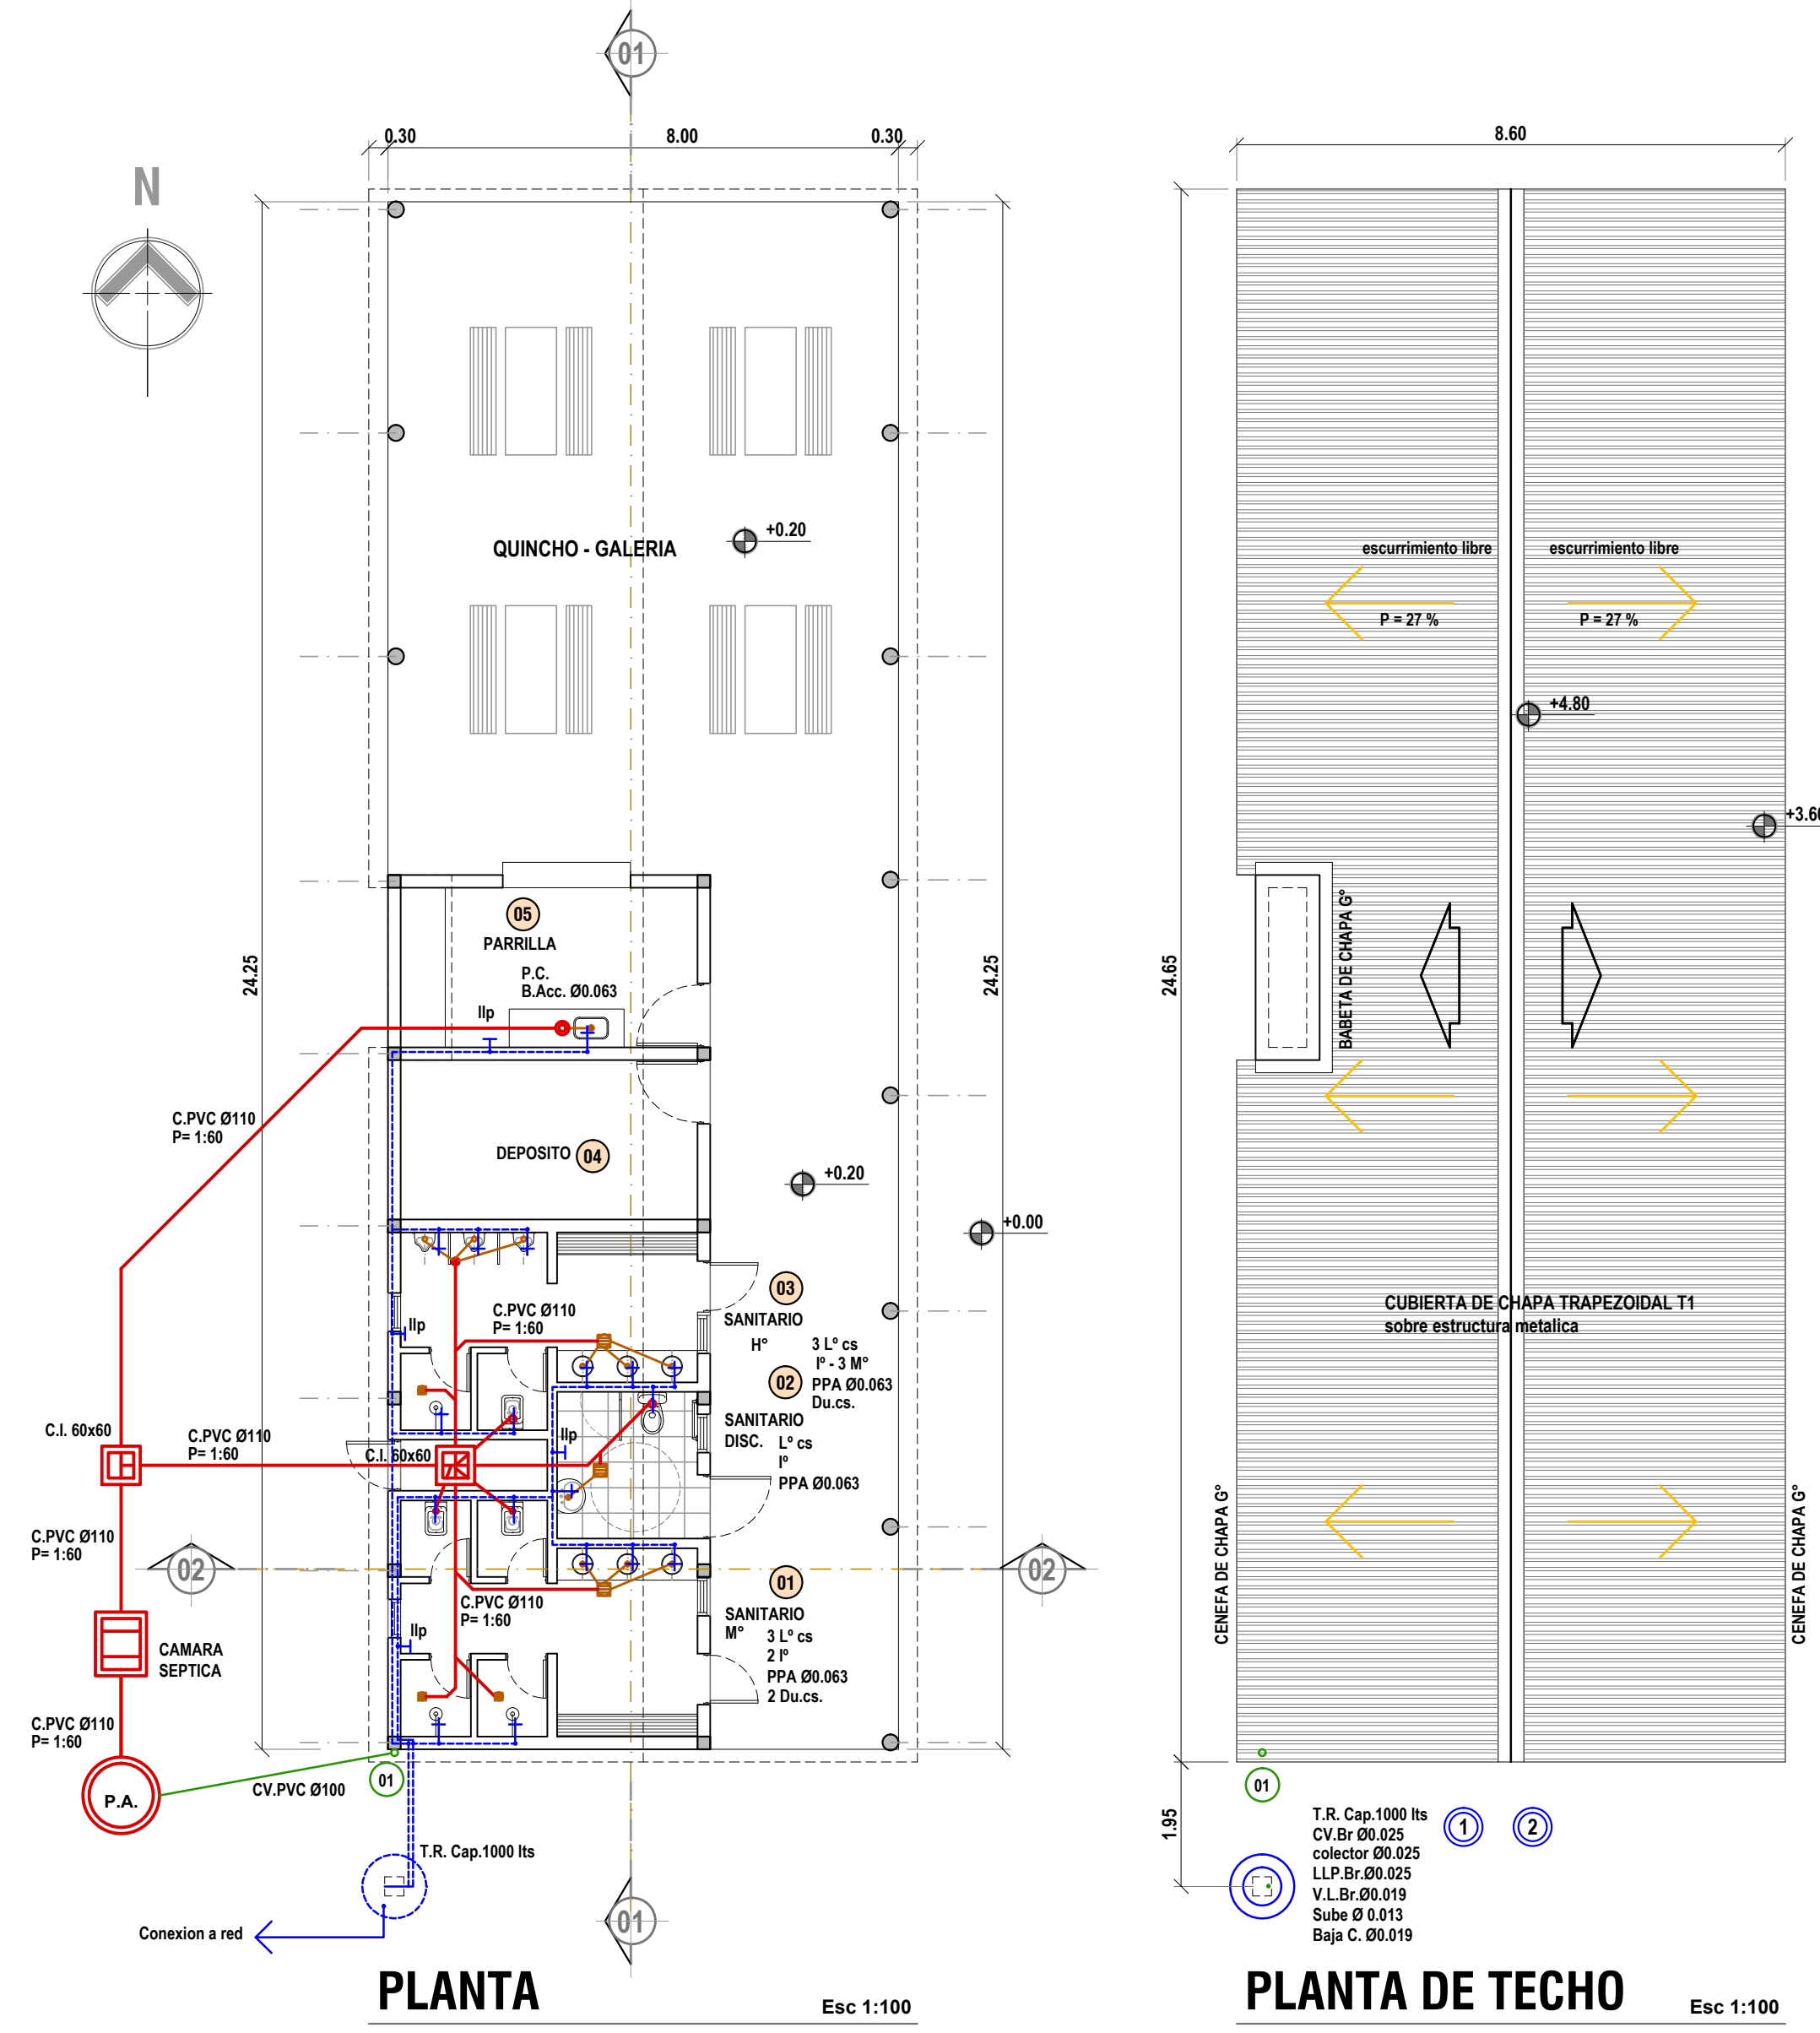 01
0.30
8.00
0.30
8.60
N
QUINCHO - GALERIA
+0.20
escurrimiento libre
escurrimiento libre
P = 27 %
P = 27 %
+4.80
+3.60
05
PARRILLA
P.C.
B.Acc. Ø0.063
llp
24.25
24.25
24.65
BABETA DE CHAPA G°
C.PVC Ø110
P= 1:60
DEPOSITO
04
+0.20
+0.00
03
SANITARIO
H°
3 Lº cs
Iº - 3 M°
PPA Ø0.063
Du.cs.
C.PVC Ø110
P= 1:60
llp
02
SANITARIO
DISC.
Lº cs
Iº
PPA Ø0.063
CUBIERTA DE CHAPA TRAPEZOIDAL T1
sobre estructura metalica
C.I. 60x60
C.PVC Ø110
P= 1:60
C.I. 60x60
llp
CENEFA DE CHAPA G°
CENEFA DE CHAPA G°
C.PVC Ø110
P= 1:60
02
02
01
SANITARIO
M°
3 Lº cs
2 Iº
PPA Ø0.063
2 Du.cs.
C.PVC Ø110
P= 1:60
llp
CAMARA
SEPTICA
C.PVC Ø110
P= 1:60
P.A.
CV.PVC Ø100
01
01
1.95
T.R. Cap.1000 lts
T.R. Cap.1000 lts
CV.Br Ø0.025
colector Ø0.025
LLP.Br.Ø0.025
V.L.Br.Ø0.019
Sube Ø 0.013
Baja C. Ø0.019
1
2
Conexion a red
01
PLANTA
Esc 1:100
PLANTA DE TECHO
Esc 1:100